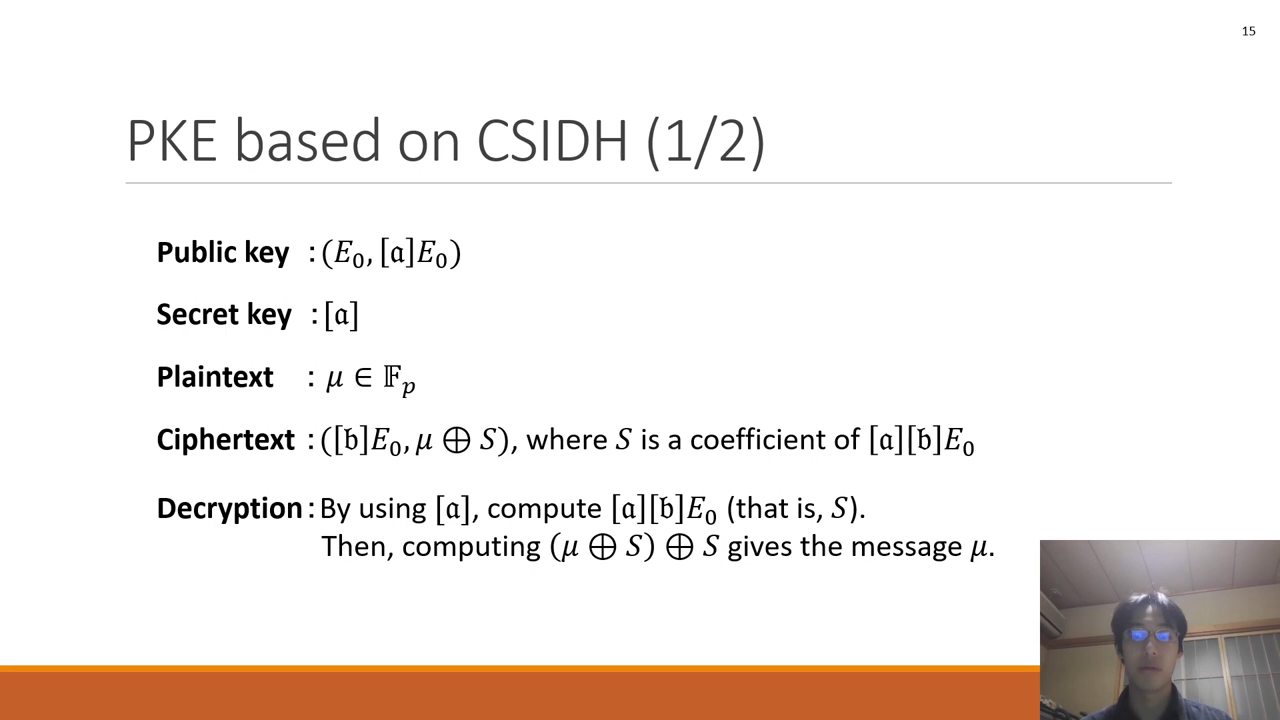 15
PKE based on CSIDH (1/2)
Public key : (𝐸₀, [𝔞]𝐸₀)
Secret key : [𝔞]
Plaintext : 𝜇 ∈ 𝔽ₚ
Ciphertext : ([𝔟]𝐸₀, 𝜇 ⊕ 𝑆), where 𝑆 is a coefficient of [𝔞][𝔟]𝐸₀
Decryption : By using [𝔞], compute [𝔞][𝔟]𝐸₀ (that is, 𝑆).
Then, computing (𝜇 ⊕ 𝑆) ⊕ 𝑆 gives the message 𝜇.